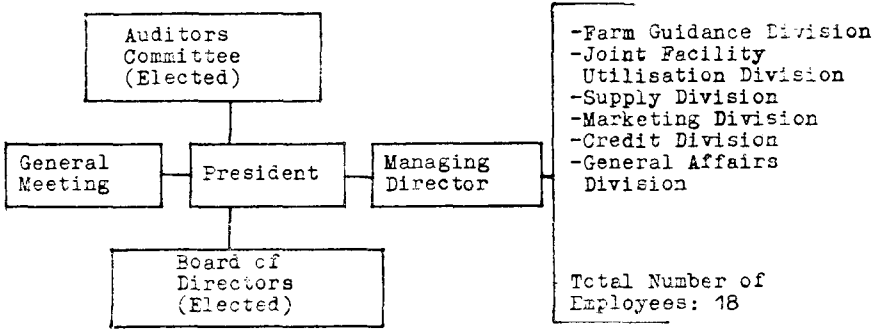 Auditors
Committee
(Elected)
General
Meeting
President
Managing
Director
Board of
Directors
(Elected)
-Farm Guidance Division
-Joint Facility
Utilisation Division
-Supply Division
-Marketing Division
-Credit Division
-General Affairs
Division
Total Number of
Employees: 18